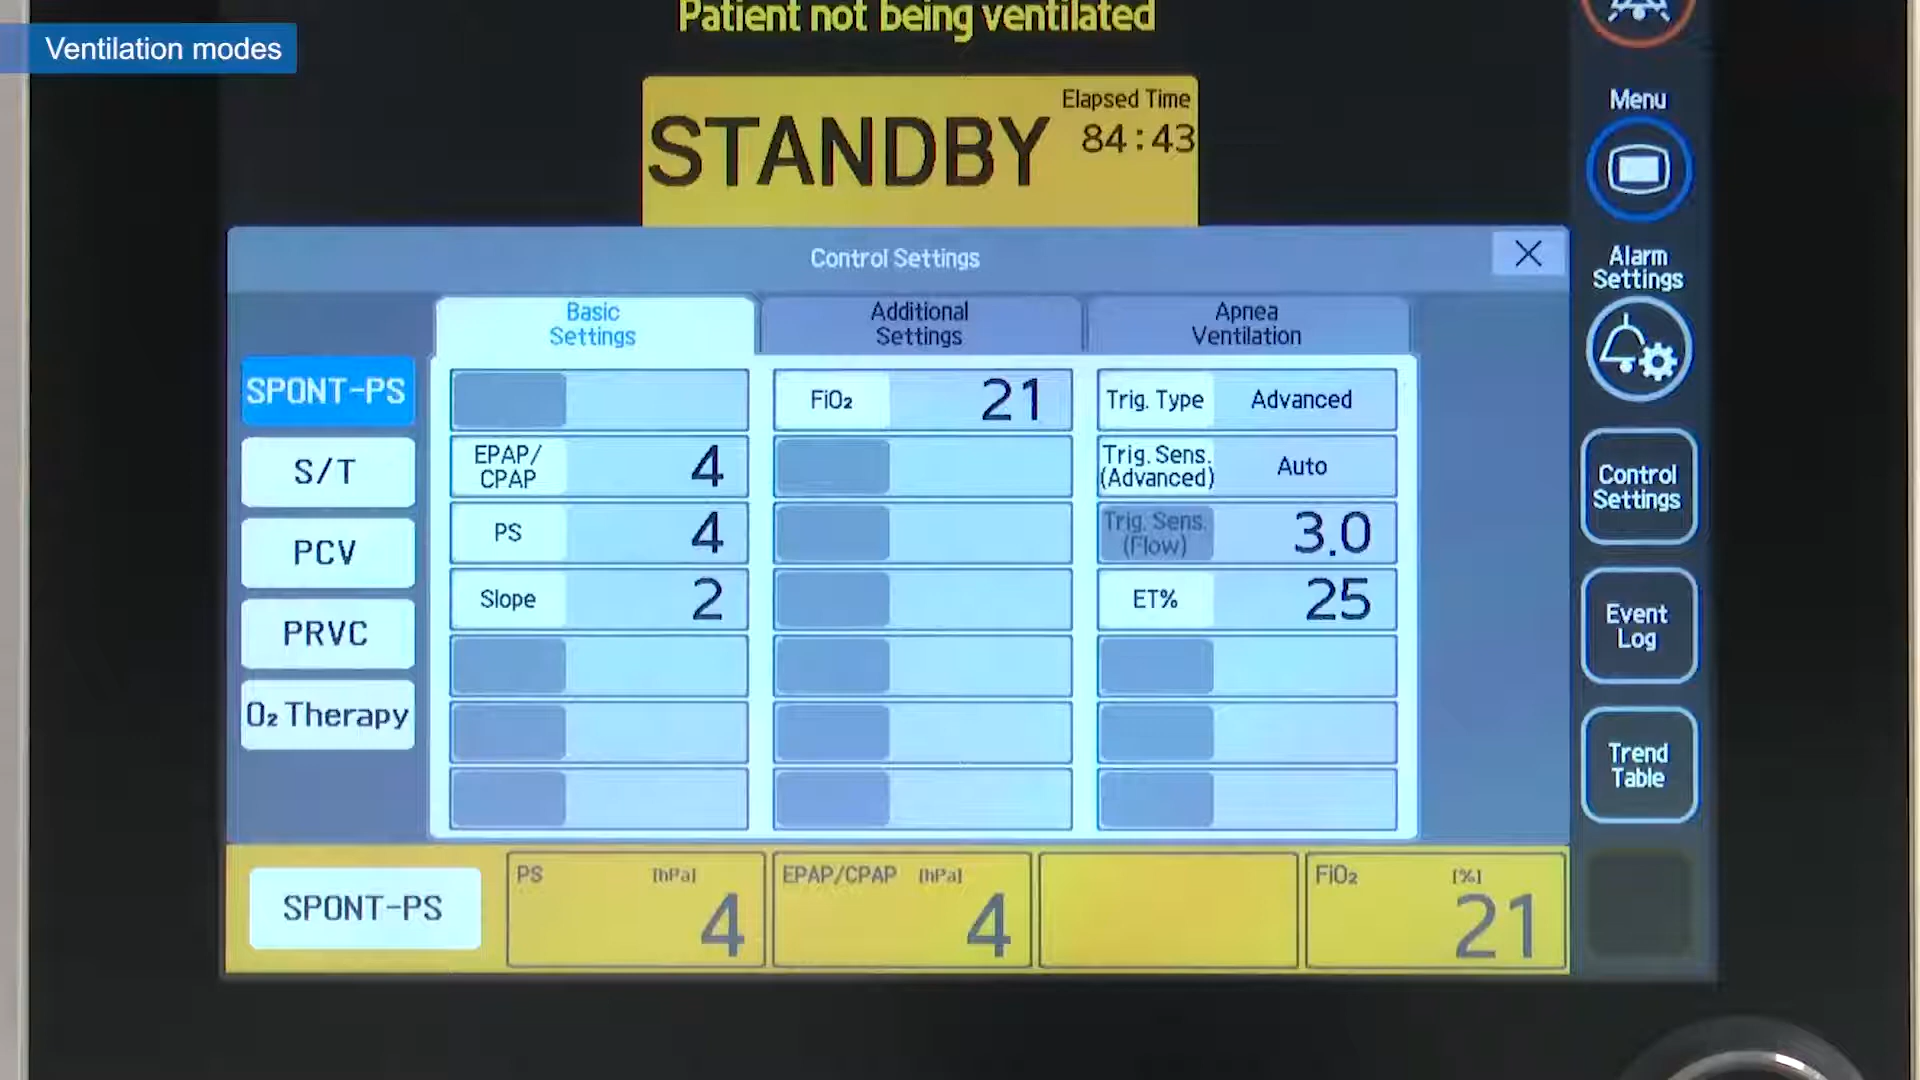 Patient not being ventilated
Ventilation modes
STANDBY
Elapsed Time
84:43
Menu
Alarm
Settings
Control Settings
Basic
Settings
Additional
Settings
Apnea
Ventilation
SPONT-PS
S/T
PCV
PRVC
O₂ Therapy
EPAP/
CPAP
4
PS
4
Slope
2
FiO₂
21
Trig. Type
Advanced
Trig. Sens.
(Advanced)
Auto
Trig. Sens.
(Flow)
3.0
ET%
25
Control
Settings
Event
Log
Trend
Table
SPONT-PS
PS
[hPa]
4
EPAP/CPAP
[hPa]
4
FiO₂
[%]
21